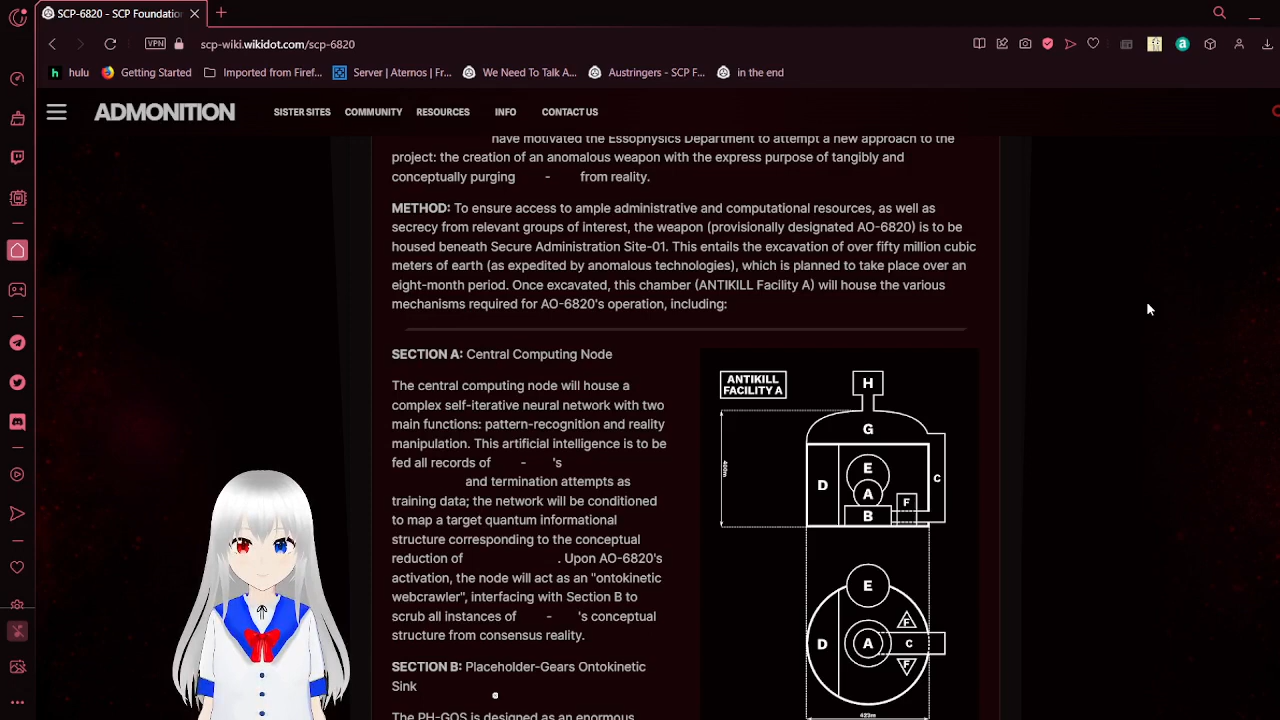 SCP-6820 - SCP Foundation
scp-wiki.wikidot.com/scp-6820
VPN
hulu
Getting Started
Imported from Firef...
Server | Aternos | Fr...
We Need To Talk A...
Austringers - SCP F...
in the end
ADMONITION
SISTER SITES
COMMUNITY
RESOURCES
INFO
CONTACT US
have motivated the Essophysics Department to attempt a new approach to the
project: the creation of an anomalous weapon with the express purpose of tangibly and
conceptually purging - from reality.
METHOD: To ensure access to ample administrative and computational resources, as well as
secrecy from relevant groups of interest, the weapon (provisionally designated AO-6820) is to be
housed beneath Secure Administration Site-01. This entails the excavation of over fifty million cubic
meters of earth (as expedited by anomalous technologies), which is planned to take place over an
eight-month period. Once excavated, this chamber (ANTIKILL Facility A) will house the various
mechanisms required for AO-6820's operation, including:
SECTION A: Central Computing Node
The central computing node will house a
complex self-iterative neural network with two
main functions: pattern-recognition and reality
manipulation. This artificial intelligence is to be
fed all records of - 's
and termination attempts as
training data; the network will be conditioned
to map a target quantum informational
structure corresponding to the conceptual
reduction of . Upon AO-6820's
activation, the node will act as an "ontokinetic
webcrawler", interfacing with Section B to
scrub all instances of - 's conceptual
structure from consensus reality.
SECTION B: Placeholder-Gears Ontokinetic
Sink
The PH-GOS is designed as an enormous
ANTIKILL
FACILITY A
H
G
E
D
A
C
F
B
400m
E
F
D
A
C
F
423m